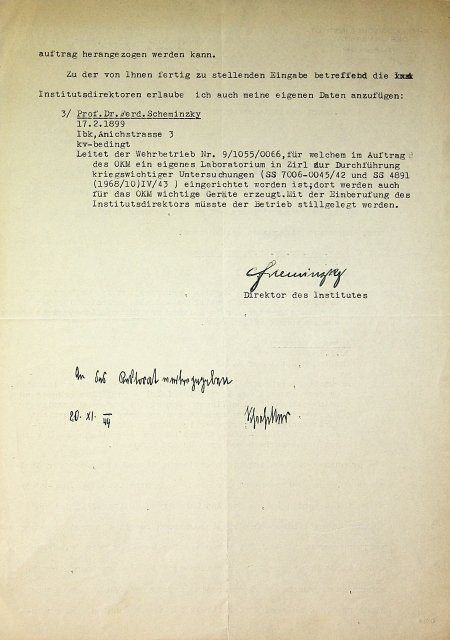 auftrag herangezogen werden kann.
Zu der von Ihnen fertig zu stellenden Eingabe betreffend die
Institutsdirektoren erlaube ich auch meine eigenen Daten anzufügen:
3/ Prof.Dr.Ferd.Scheminzky
17.2.1899
Ibk,Anichstrasse 3
kv-bedingt
Leitet der Wehrbetrieb Nr. 9/1055/0066,für welchem im Auftrag
des OKM ein eigenes Laboratorium in Zirl zur Durchführung
kriegswichtiger Untersuchungen (SS 7006-0045/42 und SS 4891
(1968/10)IV/43 ) eingerichtet worden ist;dort werden auch
für das OKM wichtige Geräte erzeugt.Mit der Einberufung des
Institutsdirektors müsste der Betrieb stillgelegt werden.
Scheminzky
Direktor des Institutes
An das Rektorat weitergegeben
20. XI. 44